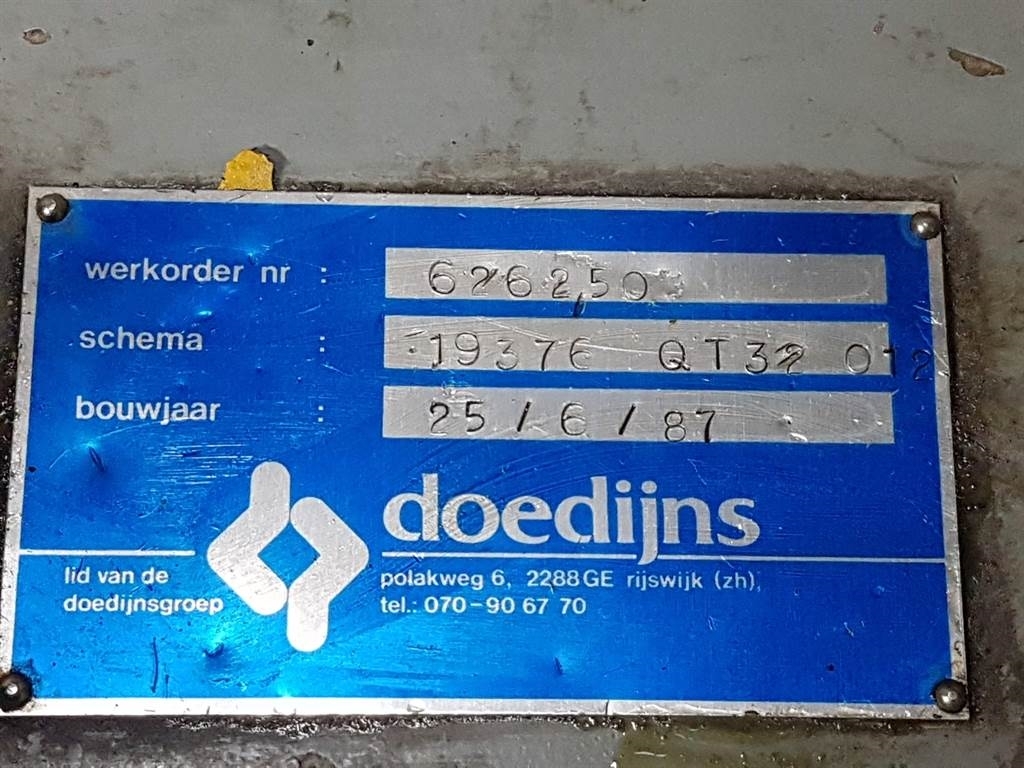 werkorder nr : 626250
schema : 19376 QT32 012
bouwjaar : 25/6/87
doedijns
lid van de
doedijnsgroep
polakweg 6, 2288GE rijswijk (zh),
tel.: 070-90 67 70